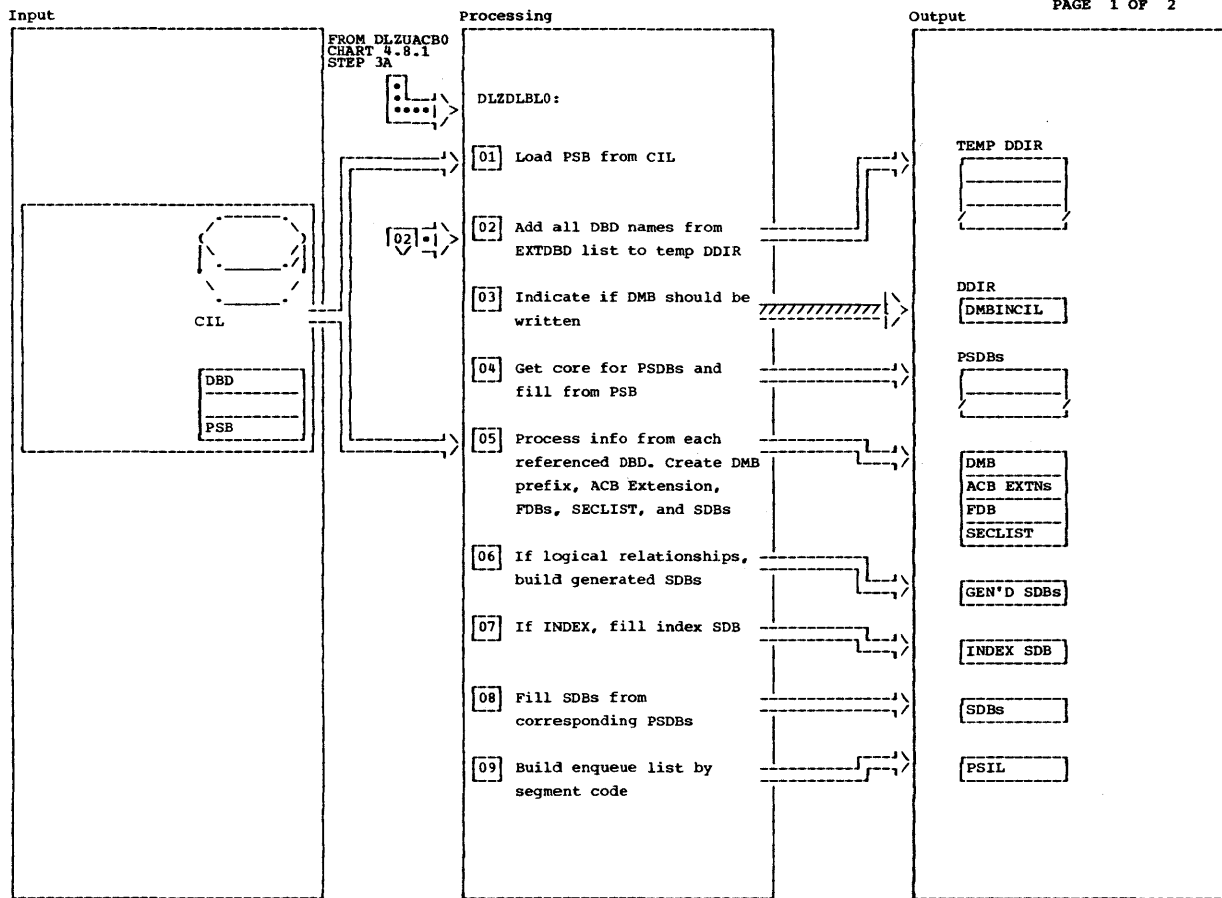 PAGE 1 OF 2
Input
Processing
Output
FROM DLZUACB0
CHART 4.8.1
STEP 3A
DLZDLBL0:
01 Load PSB from CIL
02
02 Add all DBD names from
EXTDBD list to temp DDIR
03 Indicate if DMB should be
written
04 Get core for PSDBs and
fill from PSB
05 Process info from each
referenced DBD. Create DMB
prefix, ACB Extension,
FDBs, SECLIST, and SDBs
06 If logical relationships,
build generated SDBs
07 If INDEX, fill index SDB
08 Fill SDBs from
corresponding PSDBs
09 Build enqueue list by
segment code
CIL
DBD
PSB
TEMP DDIR
DDIR
DMBINCIL
PSDBs
DMB
ACB EXTNs
FDB
SECLIST
GEN'D SDBs
INDEX SDB
SDBs
PSIL